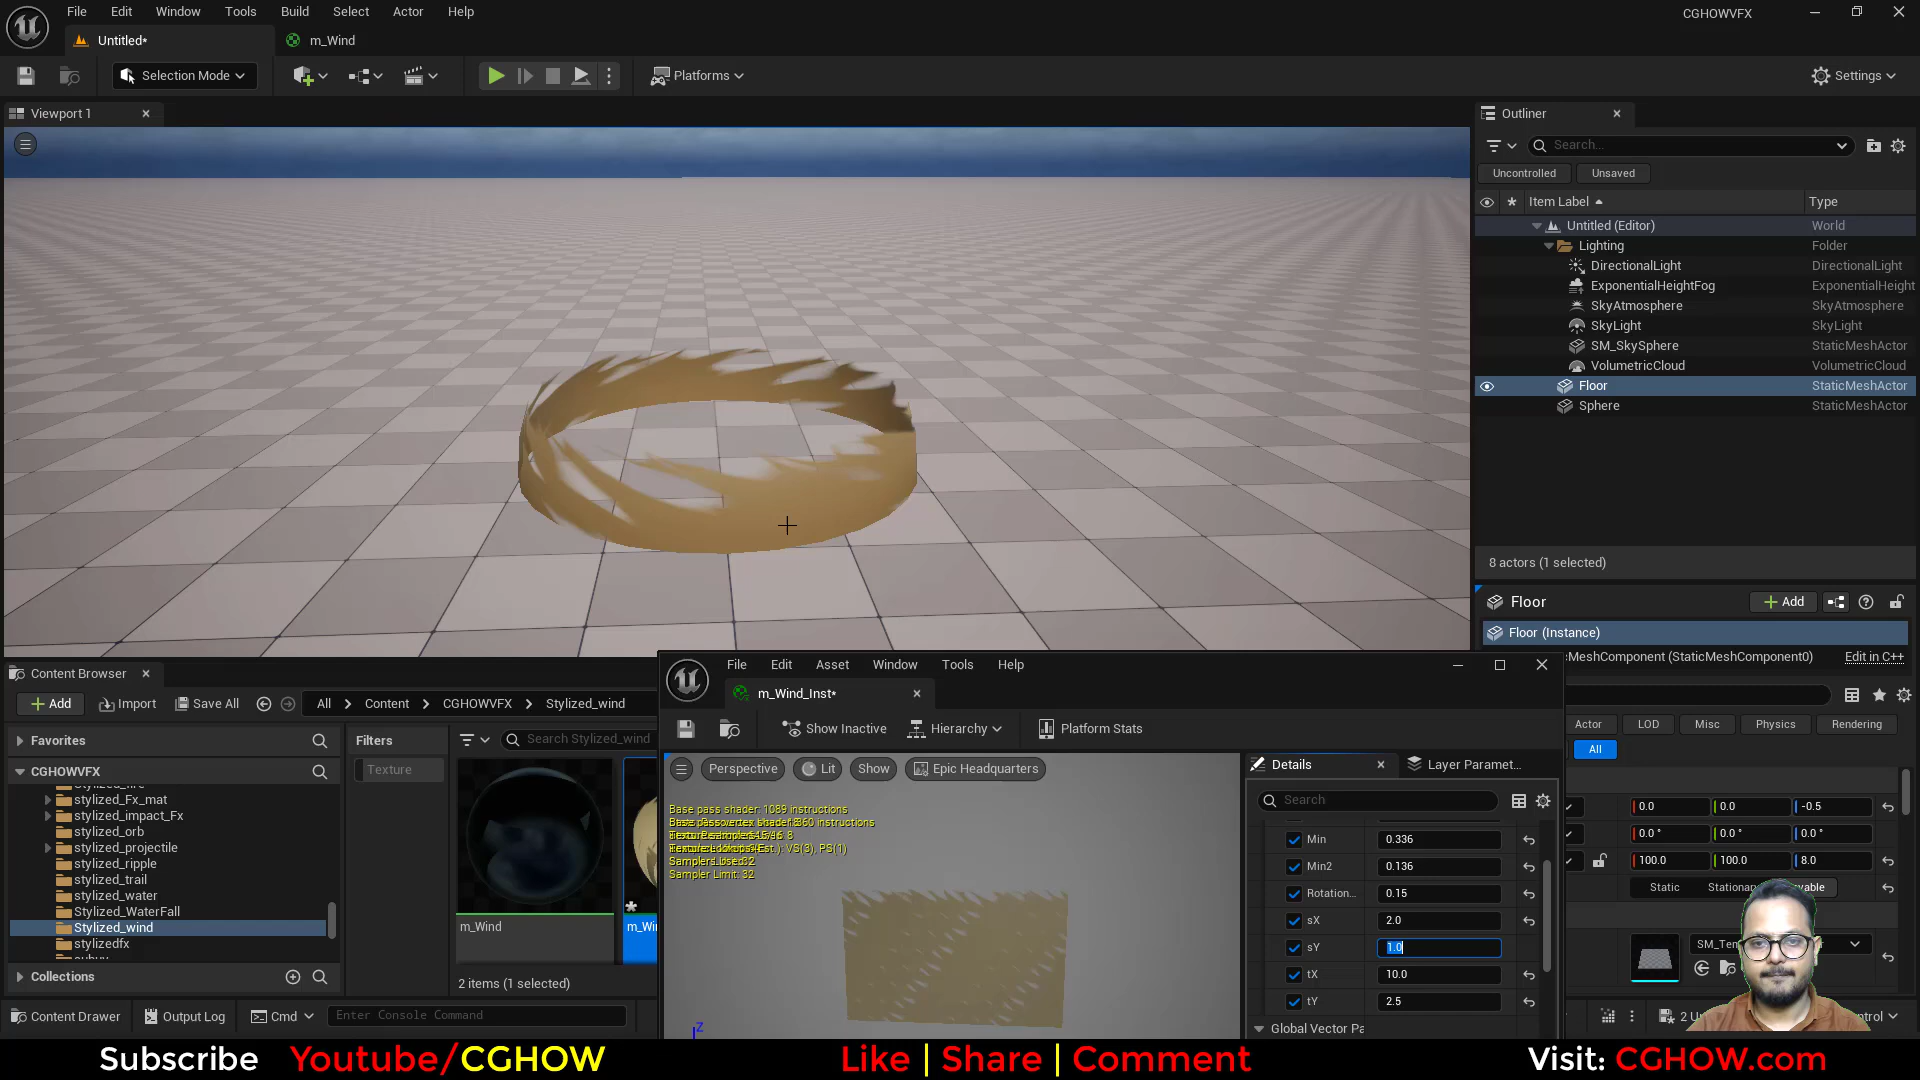 File Edit Window Tools Build Select Actor Help
CGHOWVFX
Untitled*
m_Wind
Selection Mode
Platforms
Settings
Viewport 1
Outliner
Search...
Uncontrolled
Unsaved
Item Label
Type
Untitled (Editor) World
Lighting Folder
DirectionalLight DirectionalLight
ExponentialHeightFog ExponentialHeight
SkyAtmosphere SkyAtmosphere
SkyLight SkyLight
SM_SkySphere StaticMeshActor
VolumetricCloud VolumetricCloud
Floor StaticMeshActor
Sphere StaticMeshActor
8 actors (1 selected)
Floor
Add
Floor (Instance)
MeshComponent (StaticMeshComponent0)
Edit in C++
Actor LOD Misc Physics Rendering
All
0.0 0.0 -0.5
0.0 ° 0.0 ° 0.0 °
100.0 100.0 8.0
Static
Content Browser
Add
Import
Save All
All > Content > CGHOWVFX > Stylized_wind
Favorites
CGHOWVFX
stylized_Fx_mat
stylized_impact_Fx
stylized_orb
stylized_projectile
stylized_ripple
stylized_trail
stylized_water
Stylized_WaterFall
Stylized_wind
stylizedfx
Collections
Filters
Texture
Search Stylized_wind
m_Wind
2 items (1 selected)
Content Drawer
Output Log
Cmd
Enter Console Command
File Edit Asset Window Tools Help
m_Wind_Inst*
Show Inactive
Hierarchy
Platform Stats
Perspective
Lit
Show
Epic Headquarters
Base pass shader: 1089 instructions
Sampler Limit: 32
Z
Details
Layer Paramet...
Search
Min 0.336
Min2 0.136
Rotation... 0.15
sX 2.0
sY 1.0
tX 10.0
tY 2.5
Global Vector Pa
Subscribe Youtube/CGHOW
Like | Share | Comment
Visit: CGHOW.com